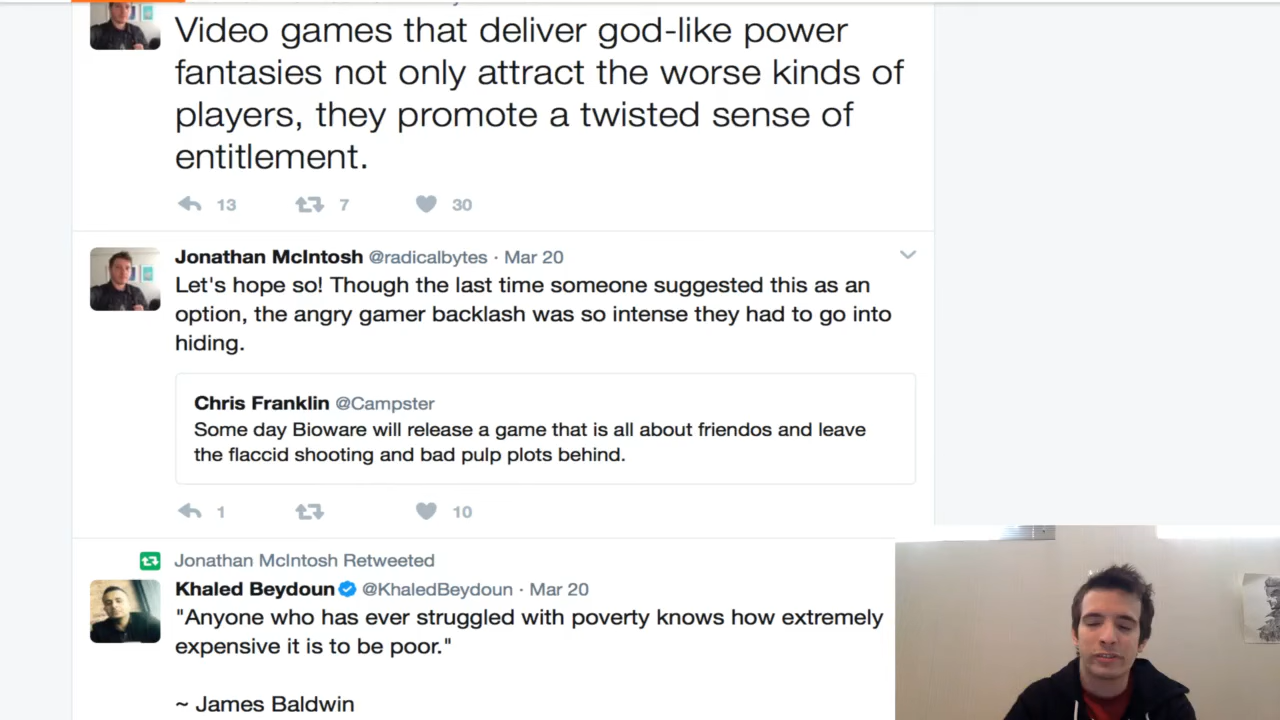 Video games that deliver god-like power
fantasies not only attract the worse kinds of
players, they promote a twisted sense of
entitlement.
13 7 30
Jonathan McIntosh @radicalbytes · Mar 20
Let's hope so! Though the last time someone suggested this as an
option, the angry gamer backlash was so intense they had to go into
hiding.
Chris Franklin @Campster
Some day Bioware will release a game that is all about friendos and leave
the flaccid shooting and bad pulp plots behind.
1 10
Jonathan McIntosh Retweeted
Khaled Beydoun @KhaledBeydoun · Mar 20
"Anyone who has ever struggled with poverty knows how extremely
expensive it is to be poor."
~ James Baldwin